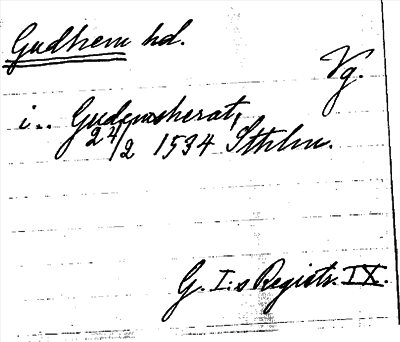 Gudhem hd.
Vg.
i.. Gudemsherat,
24/2 1534 Sthlm.
G. I:s Registr. IX.